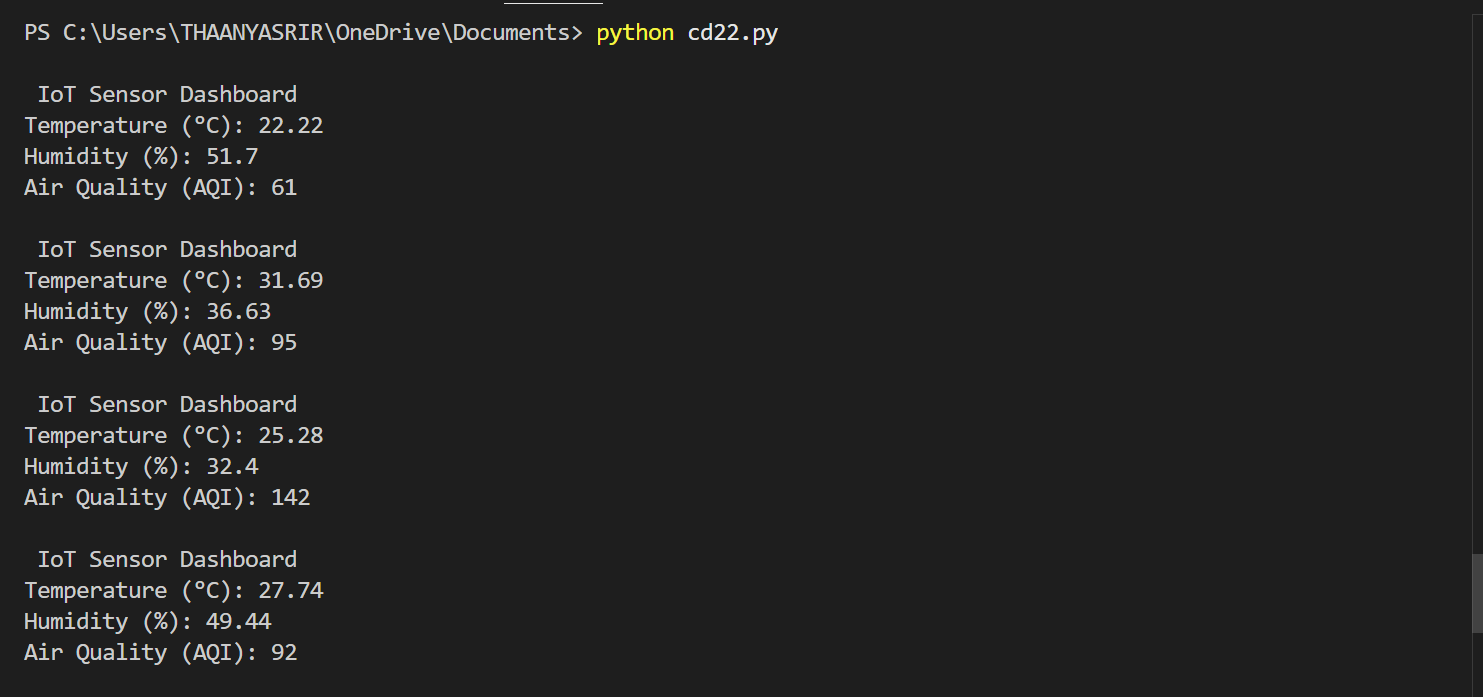 PS C:\Users\THAANYASRIR\OneDrive\Documents> python cd22.py
IoT Sensor Dashboard
Temperature (°C): 22.22
Humidity (%): 51.7
Air Quality (AQI): 61
IoT Sensor Dashboard
Temperature (°C): 31.69
Humidity (%): 36.63
Air Quality (AQI): 95
IoT Sensor Dashboard
Temperature (°C): 25.28
Humidity (%): 32.4
Air Quality (AQI): 142
IoT Sensor Dashboard
Temperature (°C): 27.74
Humidity (%): 49.44
Air Quality (AQI): 92